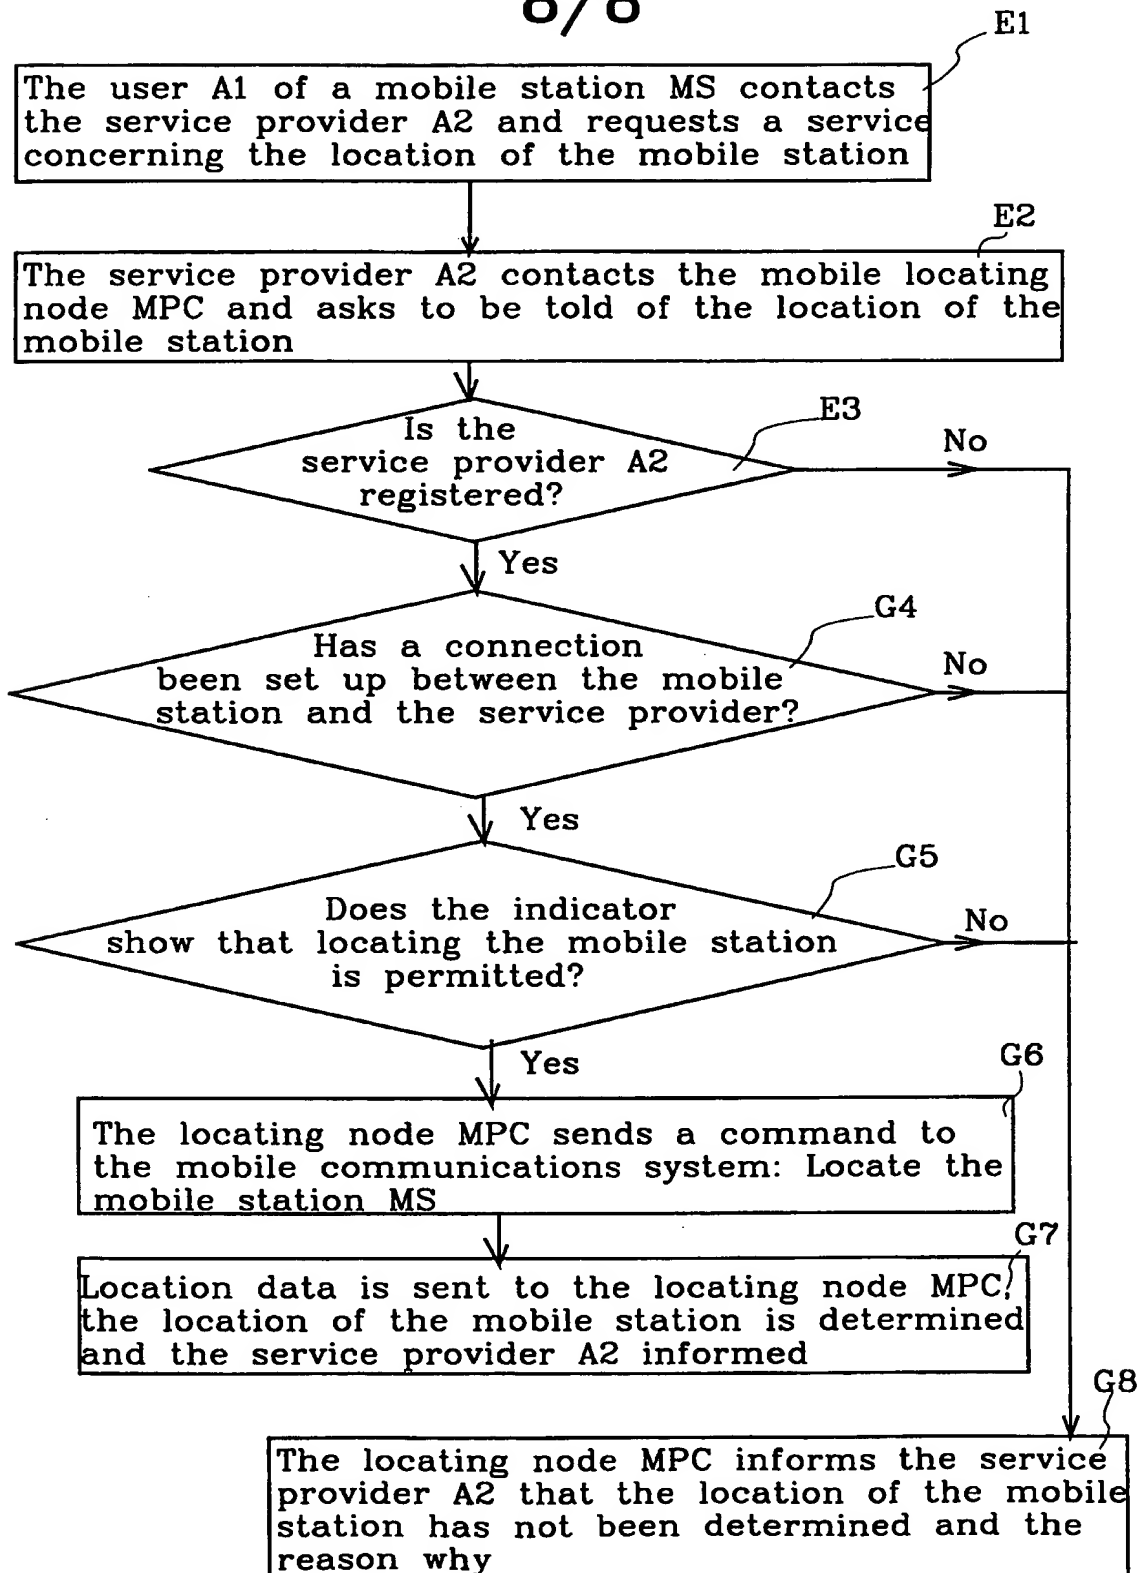 E1
The user A1 of a mobile station MS contacts
the service provider A2 and requests a service
concerning the location of the mobile station
E2
The service provider A2 contacts the mobile locating
node MPC and asks to be told of the location of the
mobile station
E3
Is the
service provider A2
registered?
No
Yes
G4
Has a connection
been set up between the mobile
station and the service provider?
No
Yes
G5
Does the indicator
show that locating the mobile station
is permitted?
No
Yes
G6
The locating node MPC sends a command to
the mobile communications system: Locate the
mobile station MS
G7
Location data is sent to the locating node MPC,
the location of the mobile station is determined
and the service provider A2 informed
G8
The locating node MPC informs the service
provider A2 that the location of the mobile
station has not been determined and the
reason why